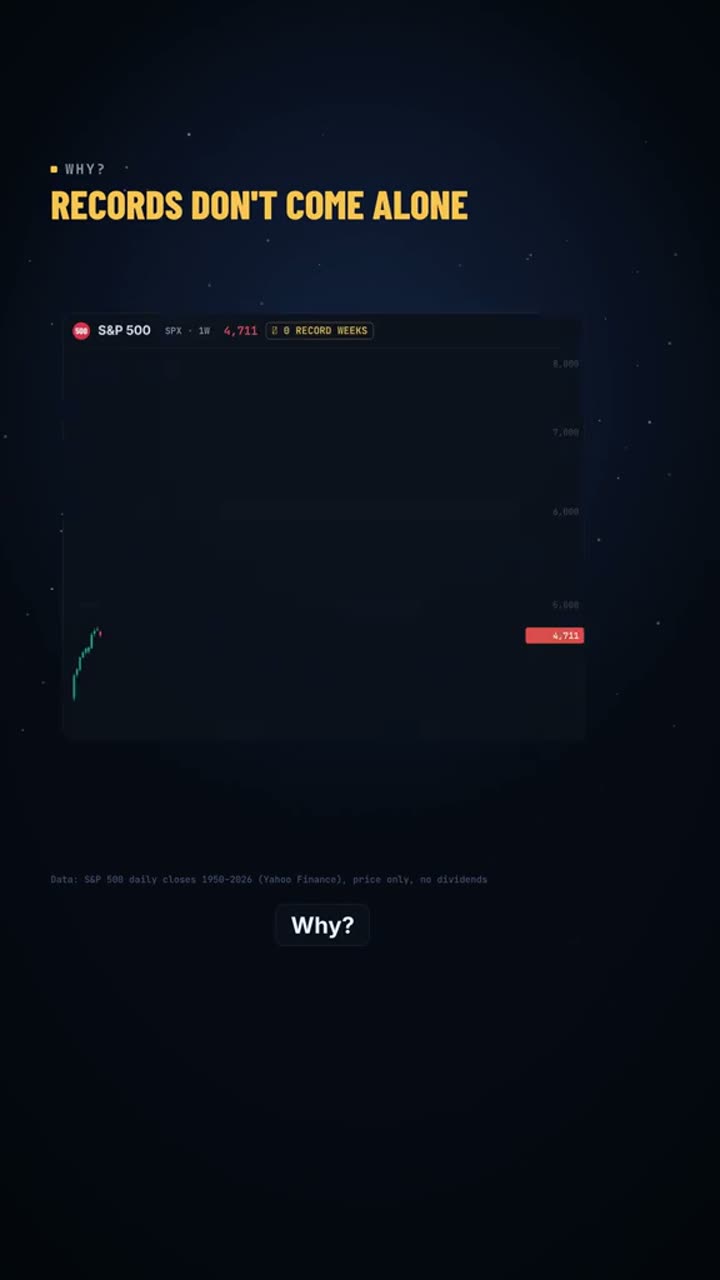 WHY?
RECORDS DON'T COME ALONE
500 S&P 500 SPX · 1W 4,711 0 RECORD WEEKS
8,000
7,000
6,000
5,000
4,711
Data: S&P 500 daily closes 1950–2026 (Yahoo Finance), price only, no dividends
Why?